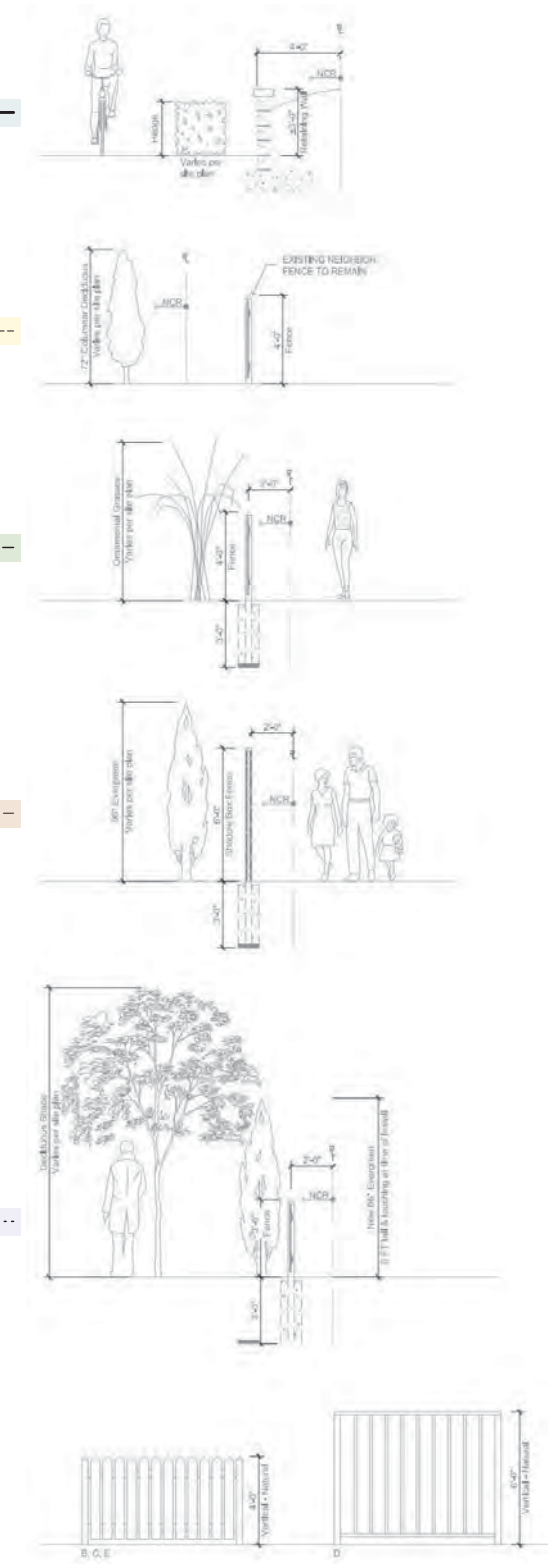 4'-0"
NCR
Hedge
Retaining Wall
Varies per
site plan
EXISTING NEIGHBOR
FENCE TO REMAIN
72" Columnar Deciduous
Varies per site plan
NCR
4'-0"
Fence
Ornamental Grasses
Varies per site plan
2'-0"
NCR
4'-0"
Fence
3'-0"
96" Evergreen
Varies per site plan
2'-0"
NCR
6'-0"
Shadow Box Fence
3'-0"
Deciduous Shade
Varies per site plan
2'-0"
NCR
Fence
3'-0"
New 96" Evergreen
8 FT tall & touching at time of install
4'-0"
Vertical - Natural
B, C, E
6'-0"
Vertical - Natural
D